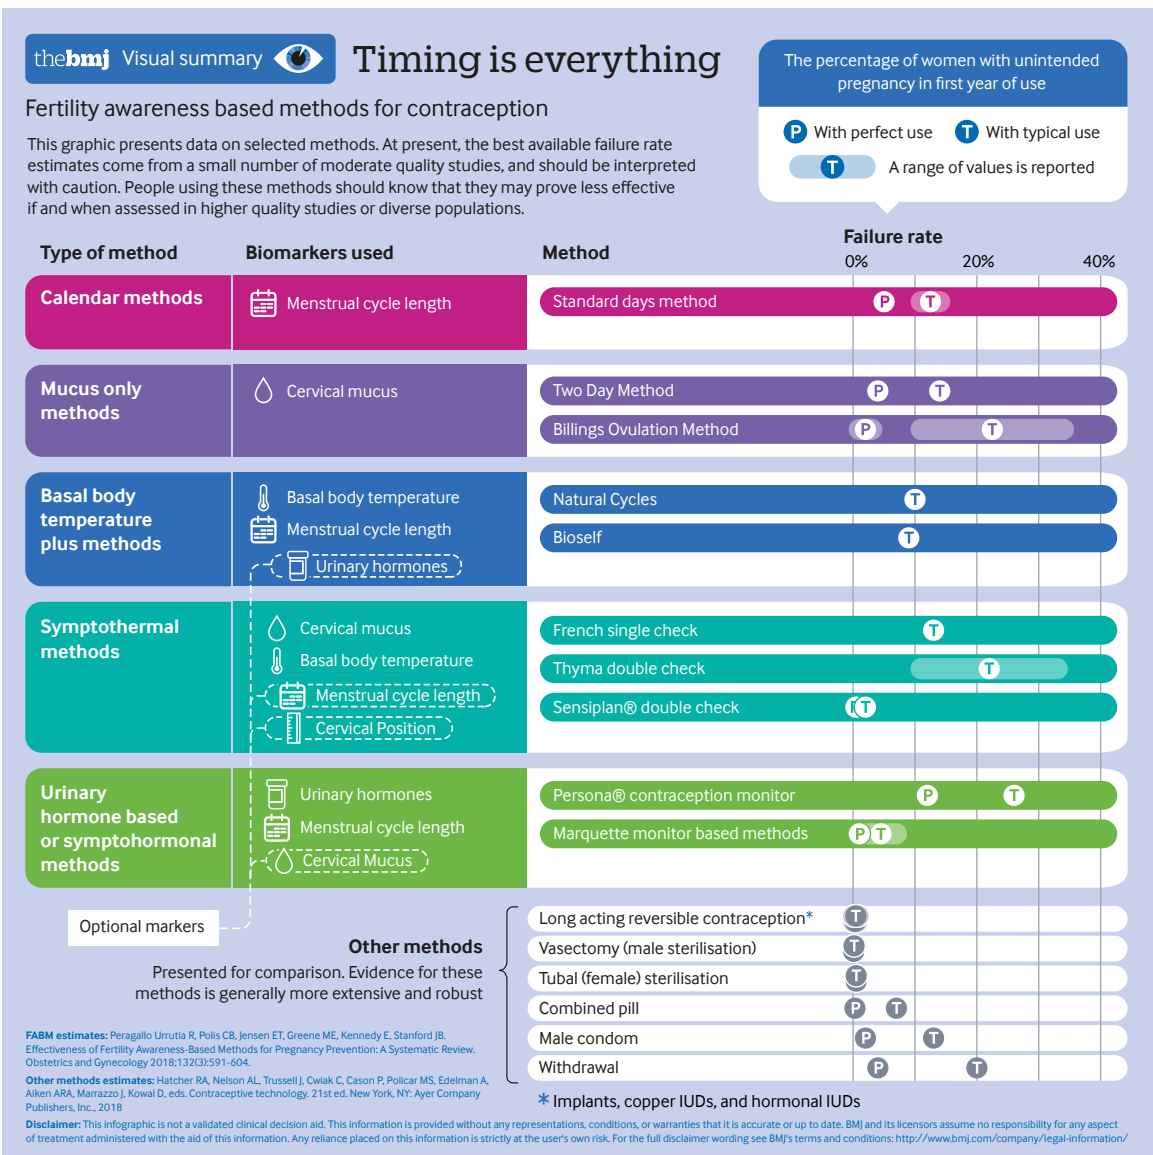 thebmj Visual summary
Timing is everything
Fertility awareness based methods for contraception
This graphic presents data on selected methods. At present, the best available failure rate
estimates come from a small number of moderate quality studies, and should be interpreted
with caution. People using these methods should know that they may prove less effective
if and when assessed in higher quality studies or diverse populations.
The percentage of women with unintended
pregnancy in first year of use
P With perfect use T With typical use
T A range of values is reported
Type of method Biomarkers used Method Failure rate
0% 20% 40%
Calendar methods
Menstrual cycle length
Standard days method P T
Mucus only
methods
Cervical mucus
Two Day Method P T
Billings Ovulation Method P T
Basal body
temperature
plus methods
Basal body temperature
Menstrual cycle length
Urinary hormones
Natural Cycles T
Bioself T
Symptothermal
methods
Cervical mucus
Basal body temperature
Menstrual cycle length
Cervical Position
French single check T
Thyma double check T
Sensiplan® double check T
Urinary
hormone based
or symptohormonal
methods
Urinary hormones
Menstrual cycle length
Cervical Mucus
Persona® contraception monitor P T
Marquette monitor based methods P T
Optional markers
Other methods
Presented for comparison. Evidence for these
methods is generally more extensive and robust
Long acting reversible contraception* T
Vasectomy (male sterilisation) T
Tubal (female) sterilisation T
Combined pill P T
Male condom P T
Withdrawal P T
* Implants, copper IUDs, and hormonal IUDs
FABM estimates: Peragallo Urrutia R, Polis CB, Jensen ET, Greene ME, Kennedy E, Stanford JB.
Effectiveness of Fertility Awareness-Based Methods for Pregnancy Prevention: A Systematic Review.
Obstetrics and Gynecology 2018;132(3):591-604.
Other methods estimates: Hatcher RA, Nelson AL, Trussell J, Cwiak C, Cason P, Policar MS, Edelman A,
Aiken ARA, Marrazzo J, Kowal D, eds. Contraceptive technology. 21st ed. New York, NY: Ayer Company
Publishers, Inc., 2018
Disclaimer: This infographic is not a validated clinical decision aid. This information is provided without any representations, conditions, or warranties that it is accurate or up to date. BMJ and its licensors assume no responsibility for any aspect
of treatment administered with the aid of this information. Any reliance placed on this information is strictly at the user's own risk. For the full disclaimer wording see BMJ's terms and conditions: http://www.bmj.com/company/legal-information/